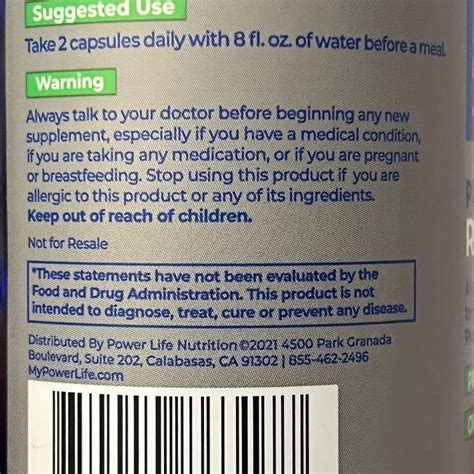 Suggested Use
Take 2 capsules daily with 8 fl. oz. of water before a meal.
Warning
Always talk to your doctor before beginning any new
supplement, especially if you have a medical condition,
if you are taking any medication, or if you are pregnant
or breastfeeding. Stop using this product if you are
allergic to this product or any of its ingredients.
Keep out of reach of children.
Not for Resale
*These statements have not been evaluated by the
Food and Drug Administration. This product is not
intended to diagnose, treat, cure or prevent any disease.
Distributed By Power Life Nutrition ©2021 4500 Park Granada
Boulevard, Suite 202, Calabasas, CA 91302 | 855-462-2496
MyPowerLife.com